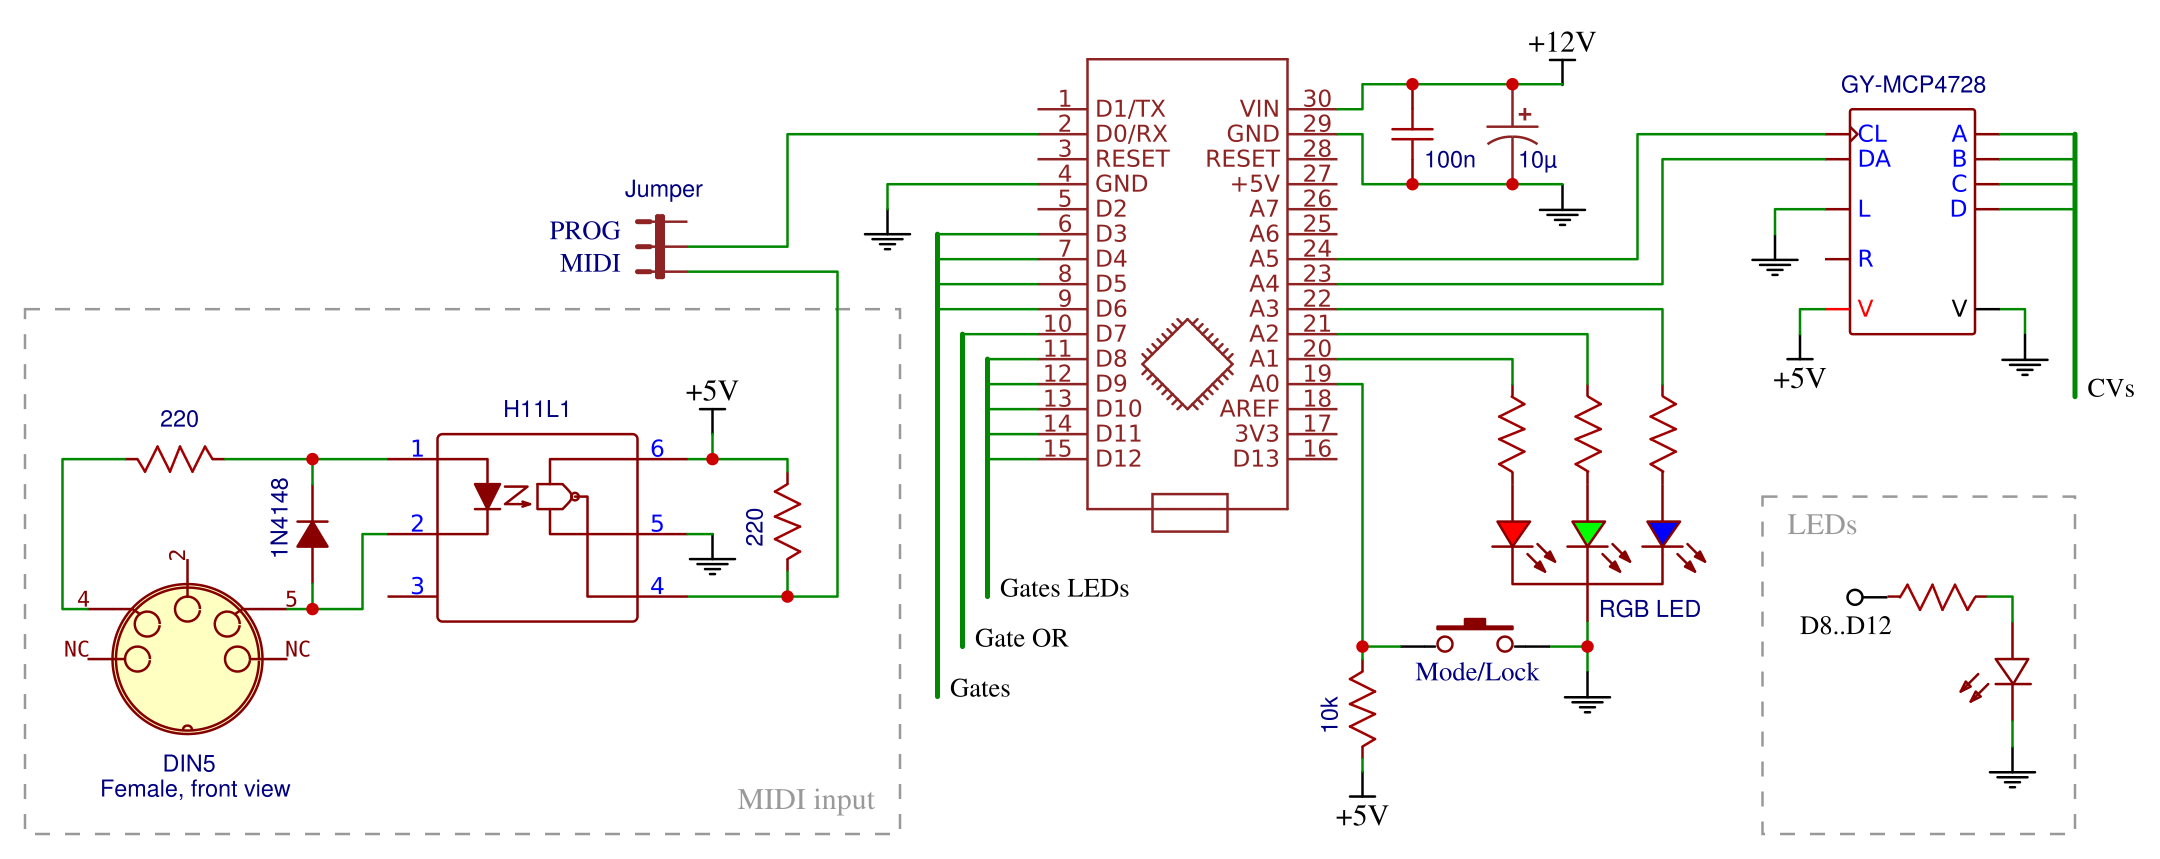 +12V
GY-MCP4728
1 D1/TX VIN 30
2 D0/RX GND 29
3 RESET RESET 28
4 GND +5V 27
5 D2 A7 26
6 D3 A6 25
7 D4 A5 24
8 D5 A4 23
9 D6 A3 22
10 D7 A2 21
11 D8 A1 20
12 D9 A0 19
13 D10 AREF 18
14 D11 3V3 17
15 D12 D13 16
100n
+
10µ
CL A
DA B
C
L D
R
V V
+5V
CVs
Jumper
PROG
MIDI
+5V
H11L1
220
1 6
1N4148
2 5
220
3 4
2
4 5
NC NC
DIN5
Female, front view
MIDI input
Gates LEDs
Gate OR
Gates
RGB LED
Mode/Lock
10k
+5V
LEDs
D8..D12